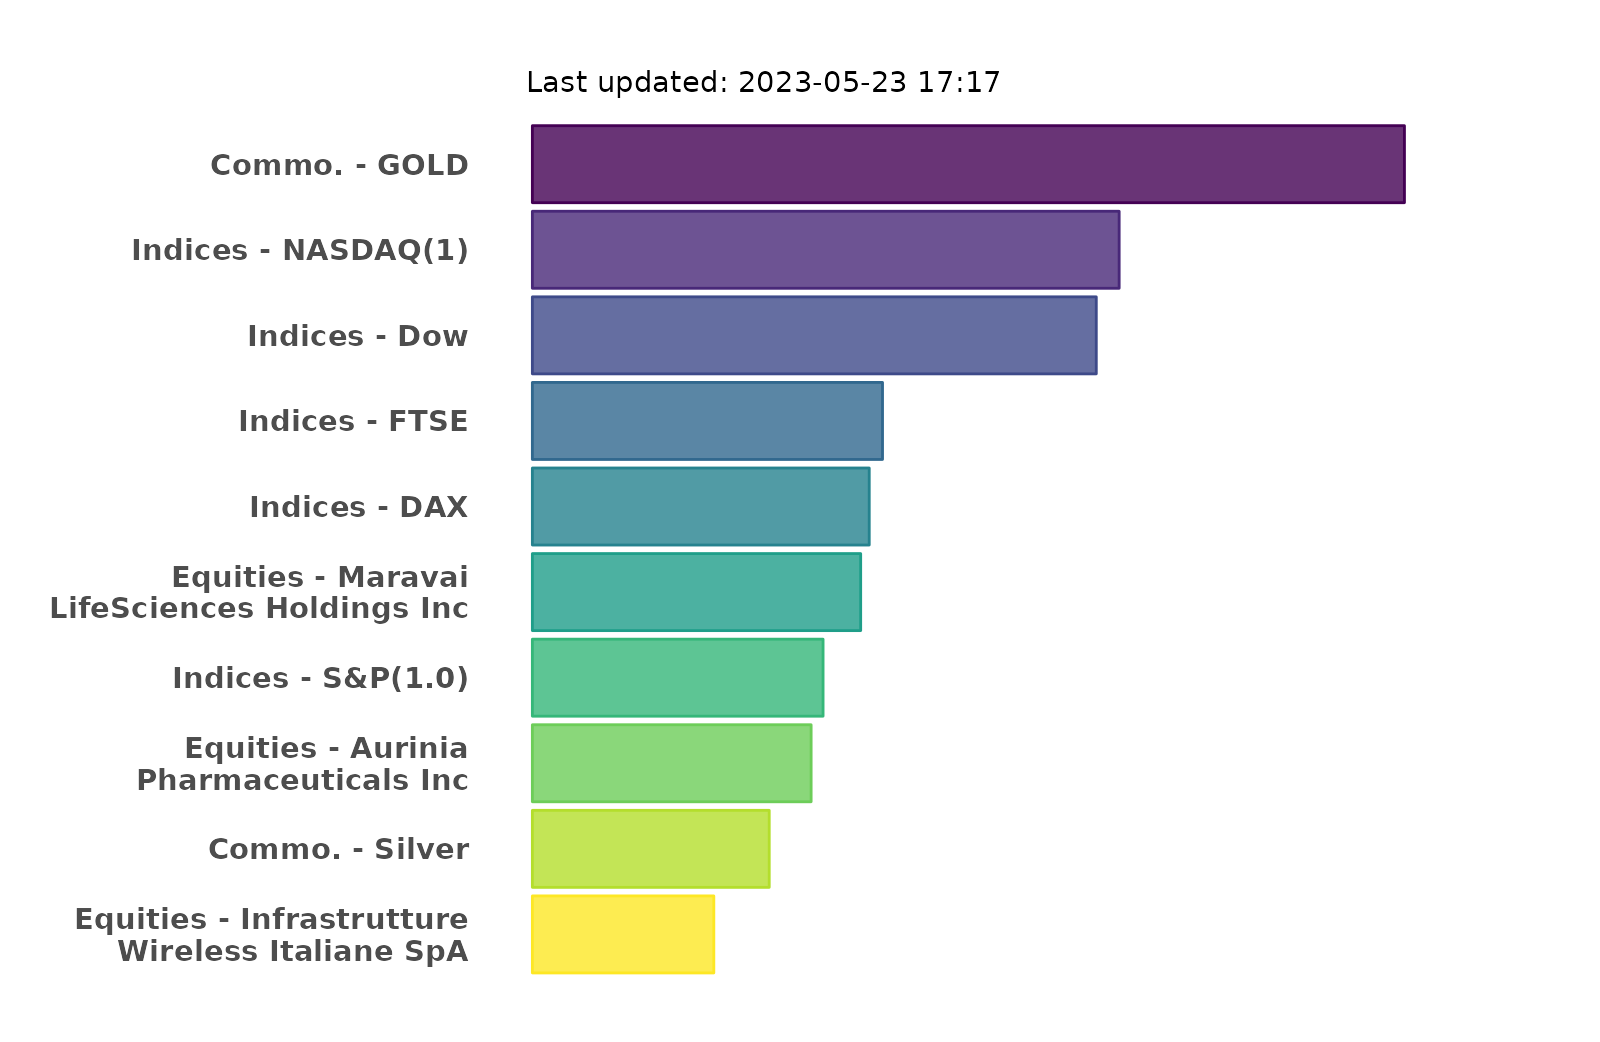 Last updated: 2023-05-23 17:17
Commo. - GOLD
Indices - NASDAQ(1)
Indices - Dow
Indices - FTSE
Indices - DAX
Equities - Maravai
LifeSciences Holdings Inc
Indices - S&P(1.0)
Equities - Aurinia
Pharmaceuticals Inc
Commo. - Silver
Equities - Infrastrutture
Wireless Italiane SpA